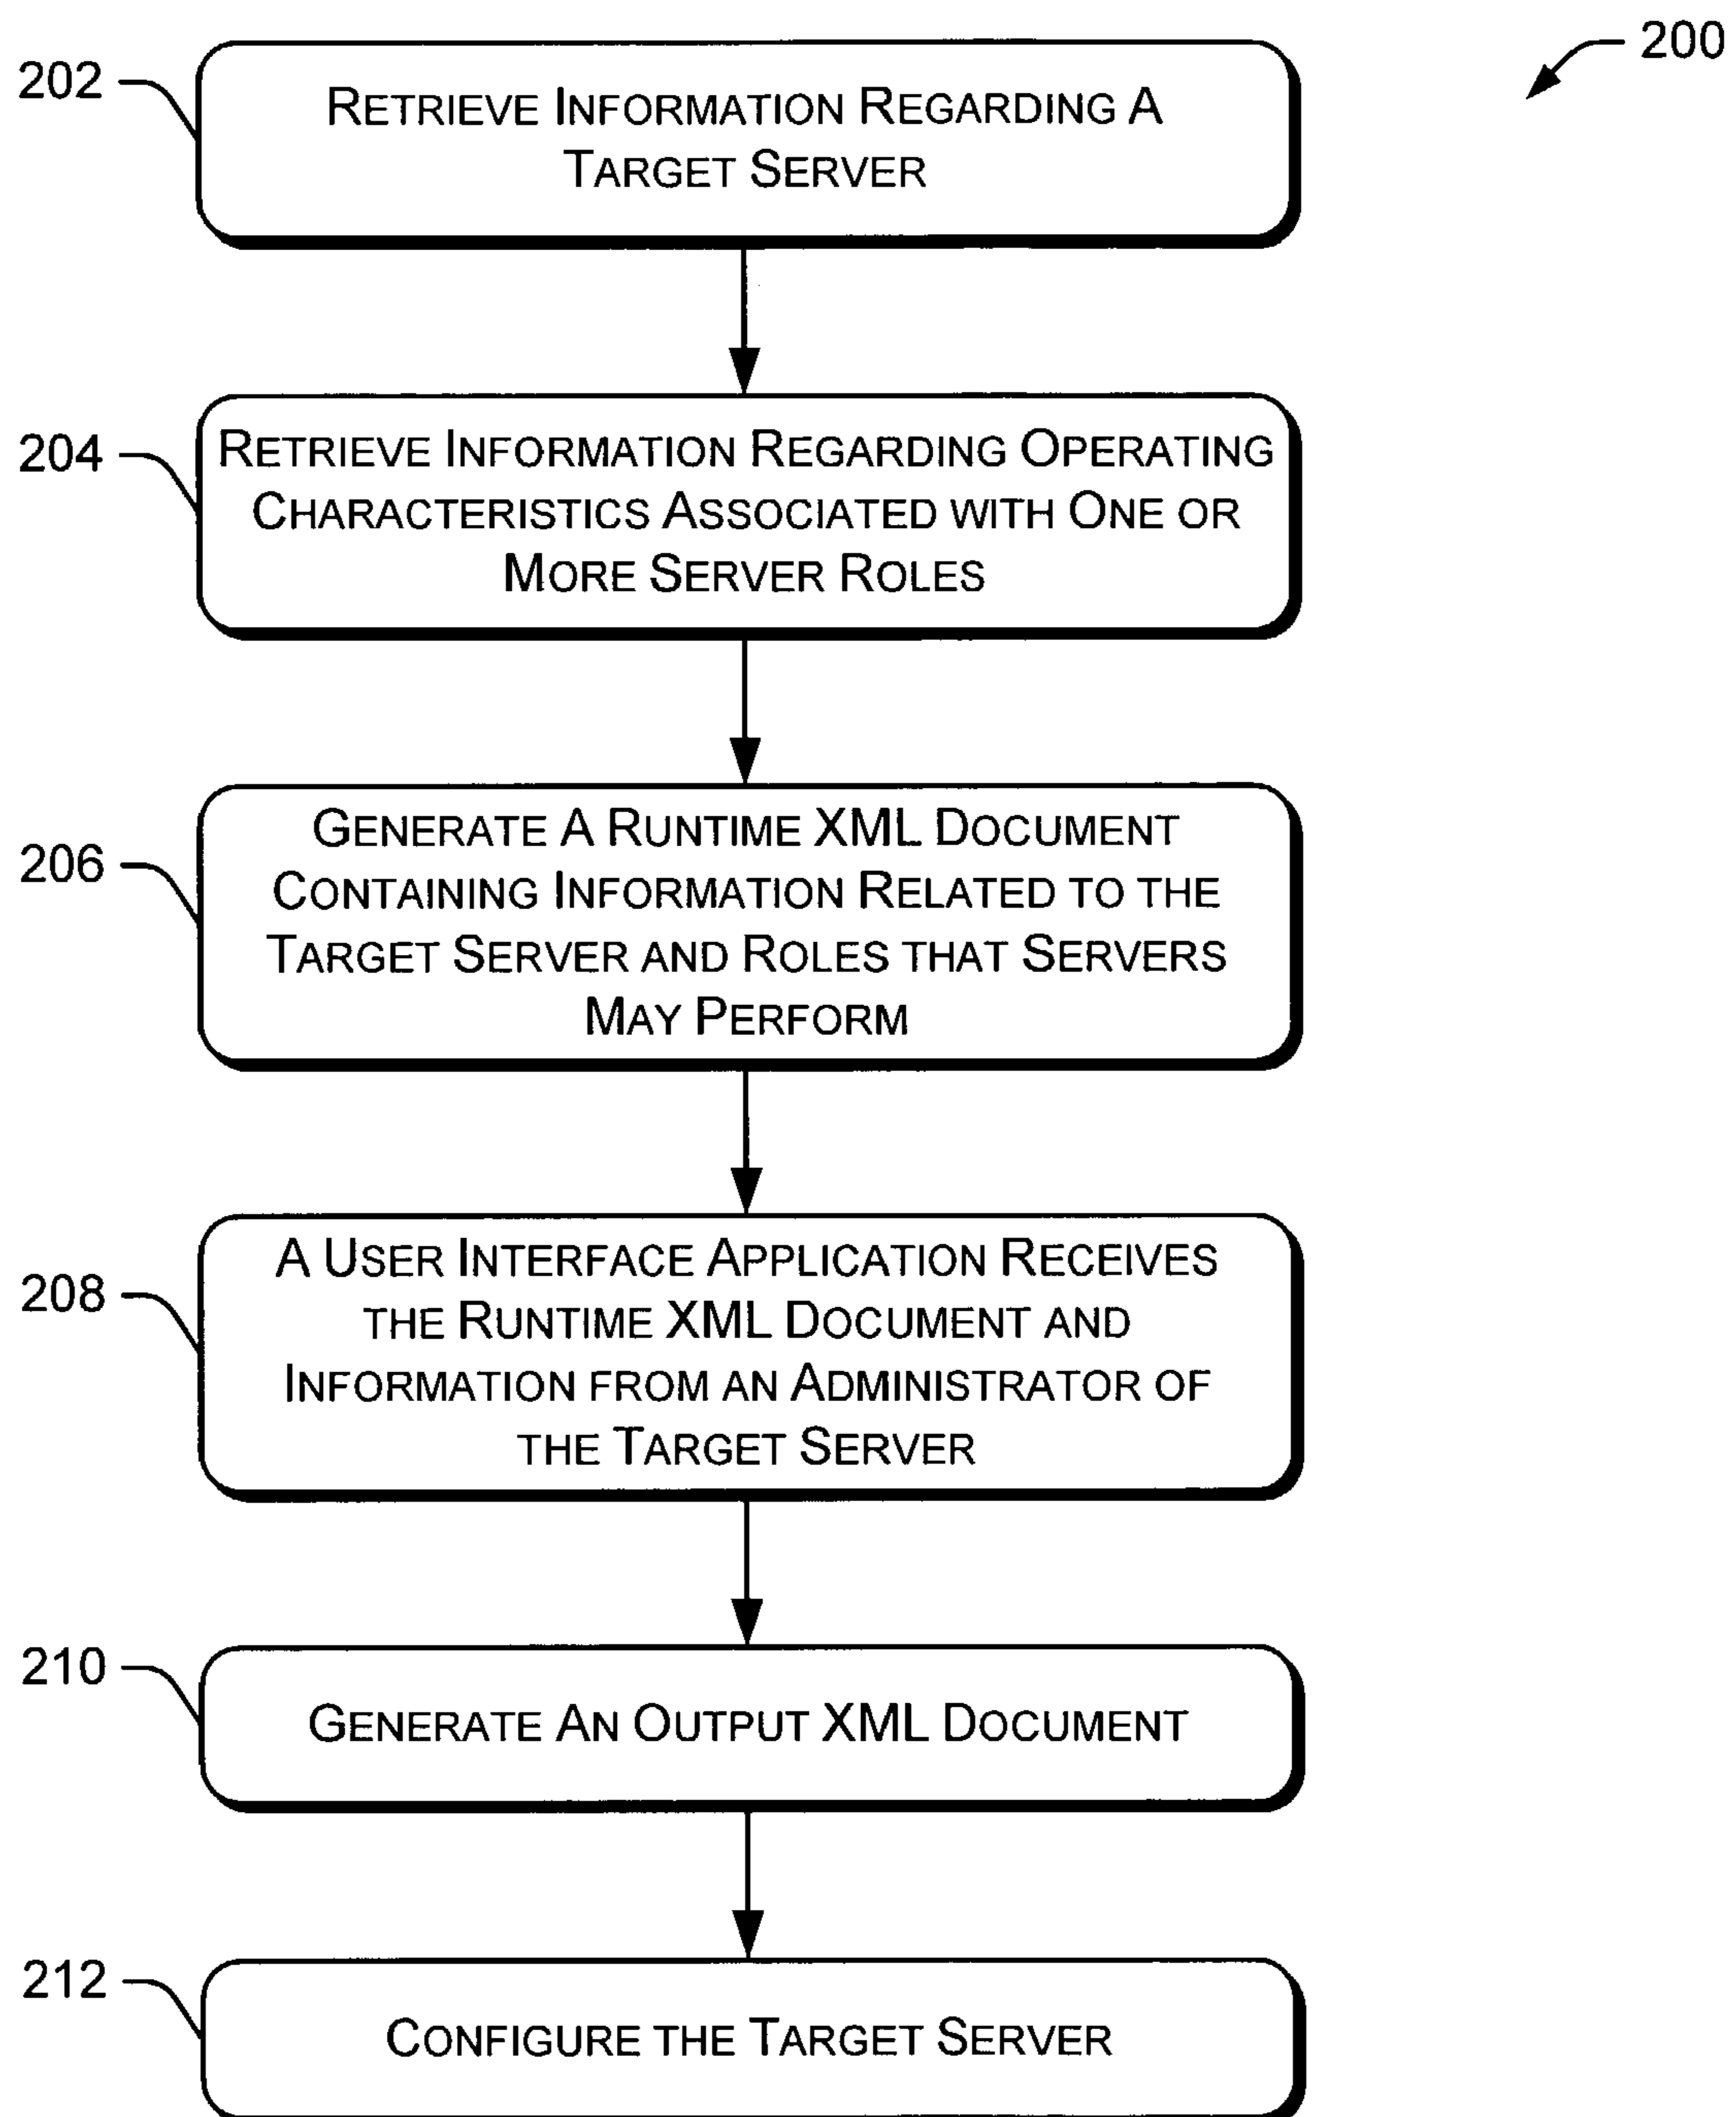 200
202
RETRIEVE INFORMATION REGARDING A
TARGET SERVER
204
RETRIEVE INFORMATION REGARDING OPERATING
CHARACTERISTICS ASSOCIATED WITH ONE OR
MORE SERVER ROLES
206
GENERATE A RUNTIME XML DOCUMENT
CONTAINING INFORMATION RELATED TO THE
TARGET SERVER AND ROLES THAT SERVERS
MAY PERFORM
208
A USER INTERFACE APPLICATION RECEIVES
THE RUNTIME XML DOCUMENT AND
INFORMATION FROM AN ADMINISTRATOR OF
THE TARGET SERVER
210
GENERATE AN OUTPUT XML DOCUMENT
212
CONFIGURE THE TARGET SERVER